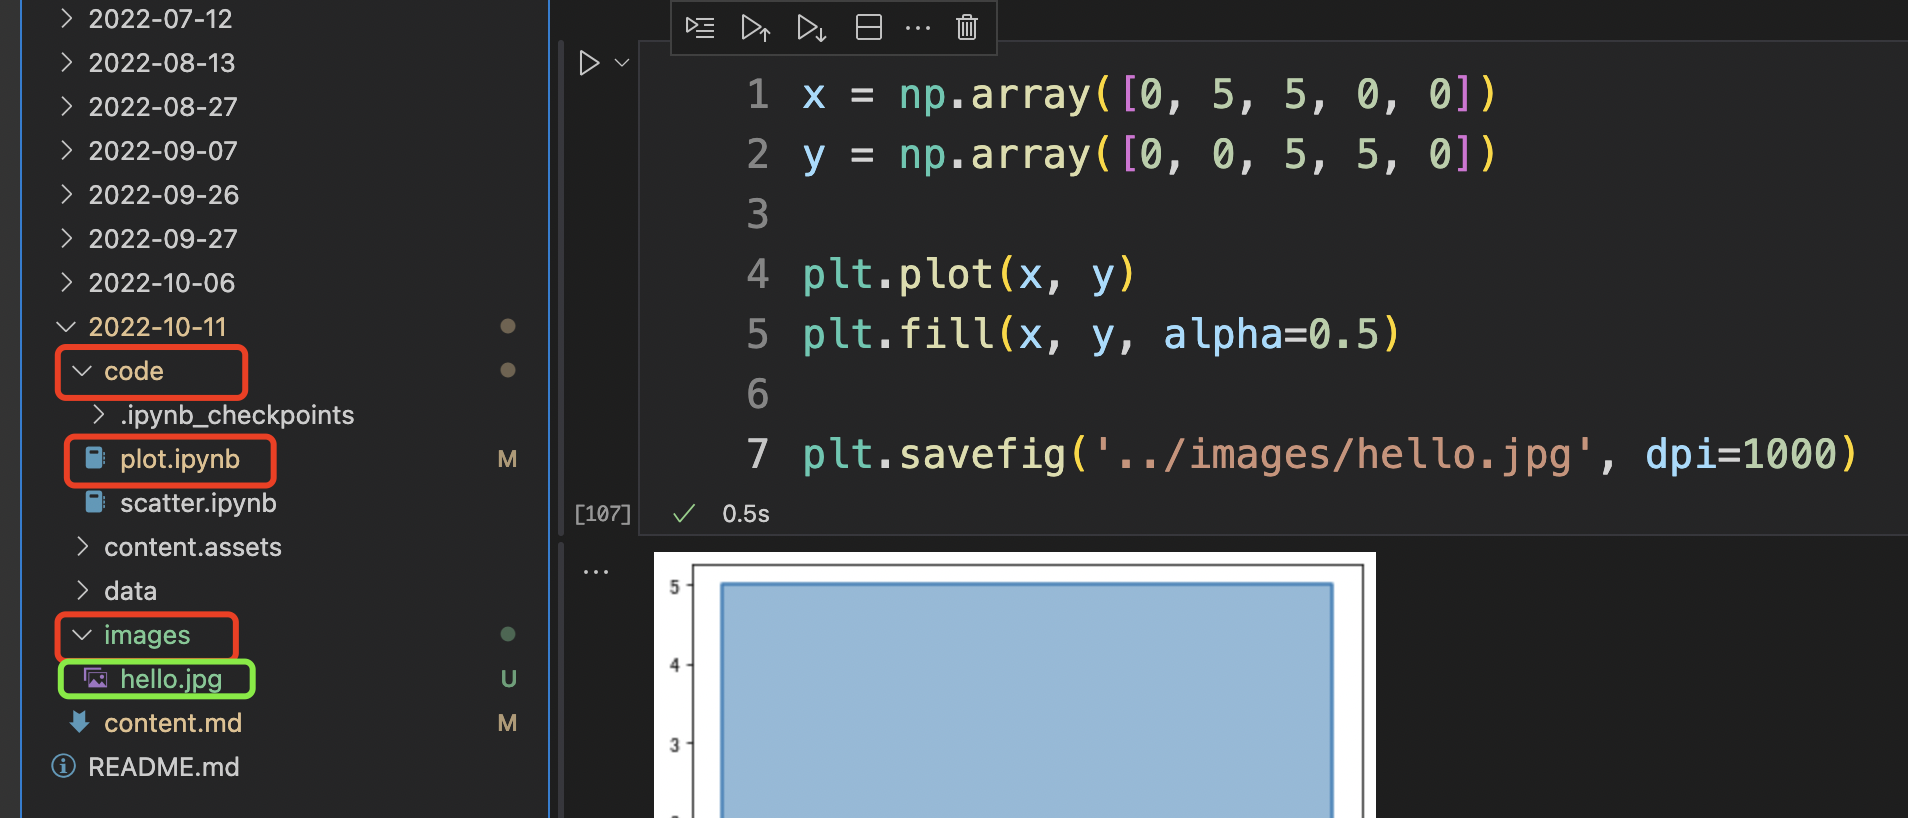 2022-07-12
2022-08-13
2022-08-27
2022-09-07
2022-09-26
2022-09-27
2022-10-06
2022-10-11
code
.ipynb_checkpoints
plot.ipynb M
scatter.ipynb
content.assets
data
images
hello.jpg U
content.md M
README.md
1 x = np.array([0, 5, 5, 0, 0])
2 y = np.array([0, 0, 5, 5, 0])
3
4 plt.plot(x, y)
5 plt.fill(x, y, alpha=0.5)
6
7 plt.savefig('../images/hello.jpg', dpi=1000)
[107] 0.5s
5
4
3